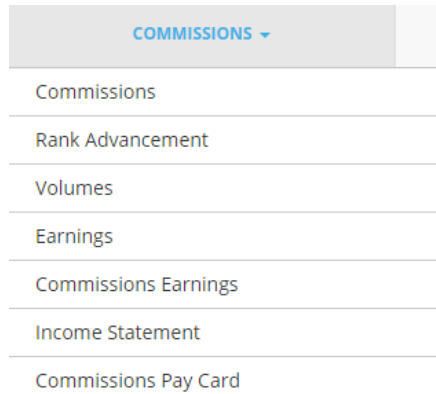 COMMISSIONS
Commissions
Rank Advancement
Volumes
Earnings
Commissions Earnings
Income Statement
Commissions Pay Card